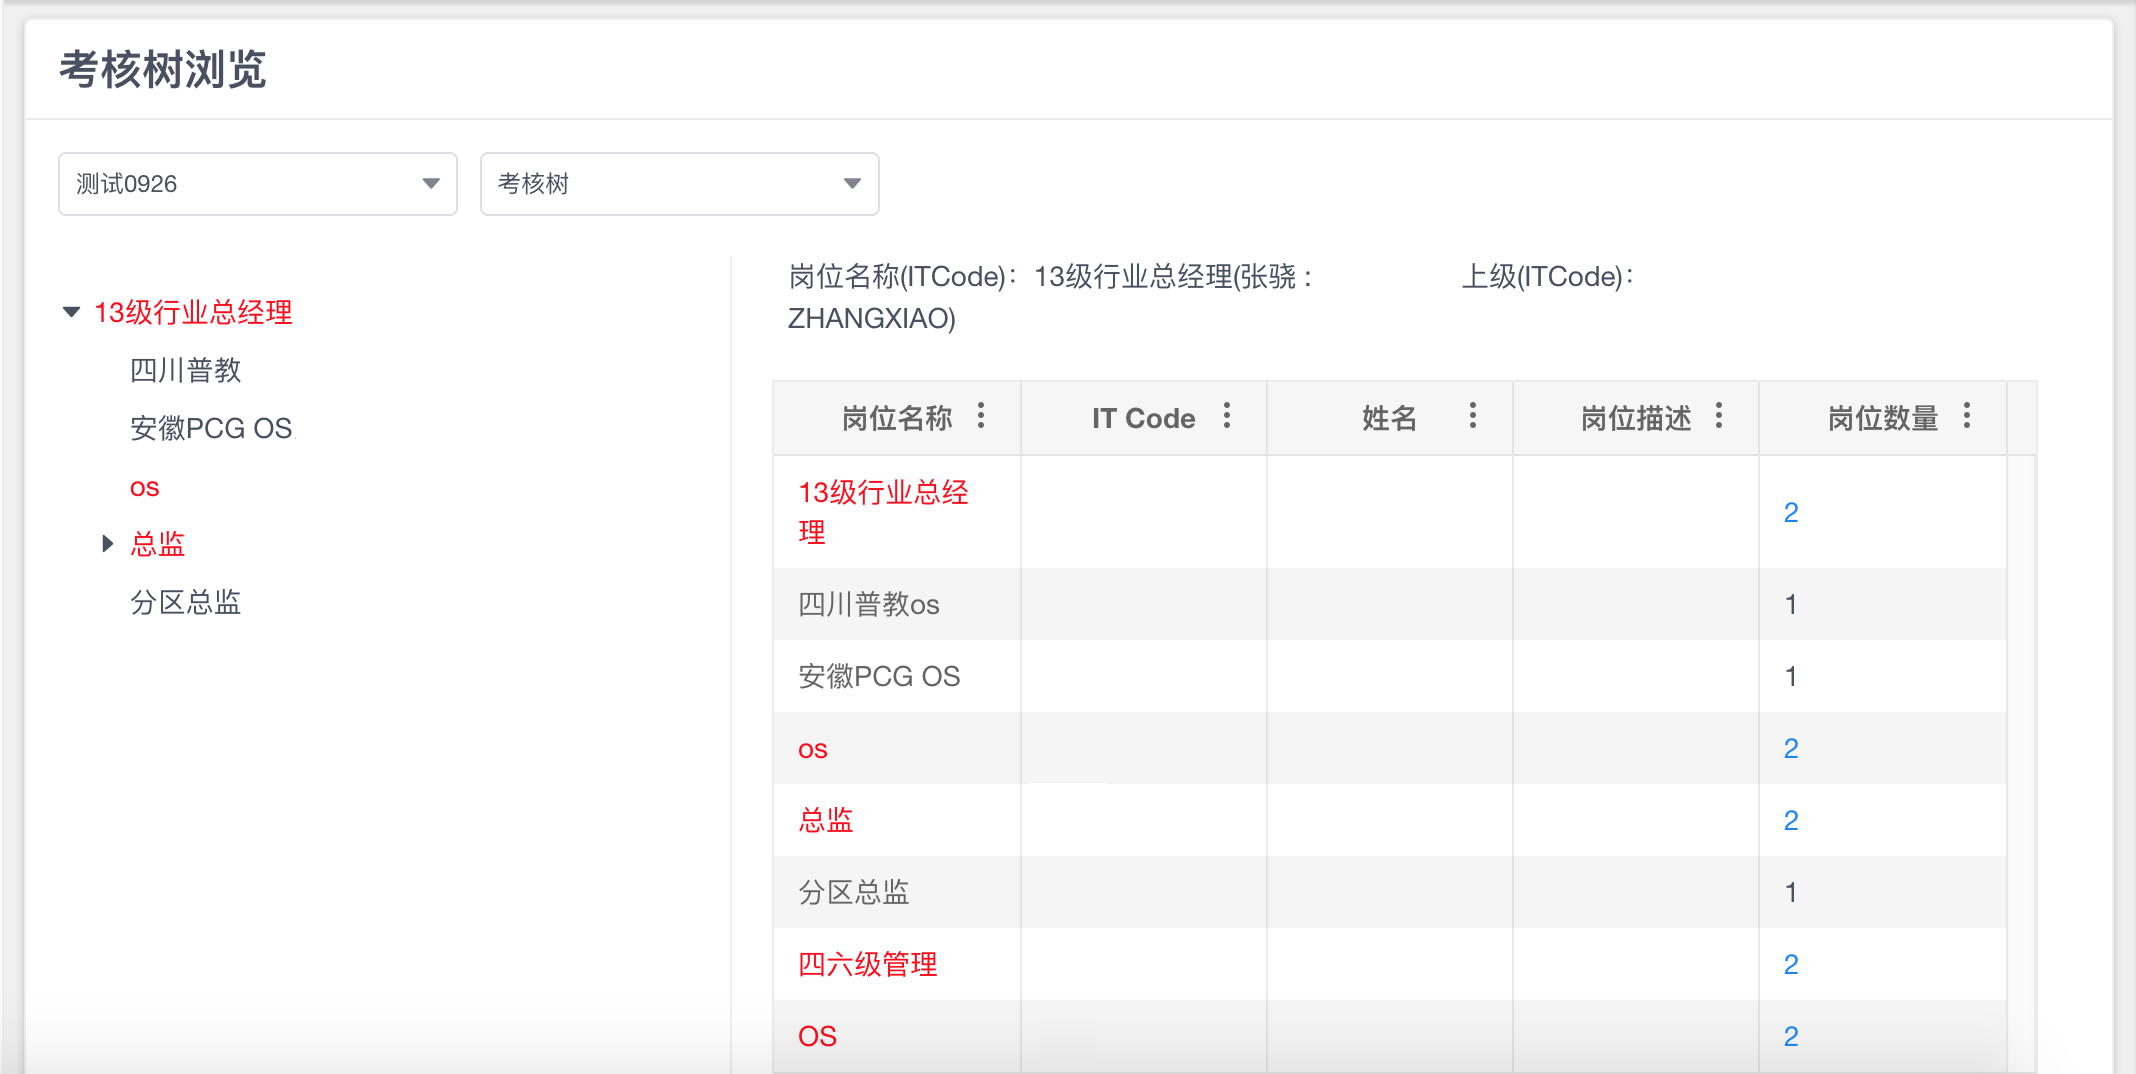 考核树浏览
测试0926
考核树
13级行业总经理
四川普教
安徽PCG OS
os
总监
分区总监
岗位名称(ITCode)：13级行业总经理(张骁 :
ZHANGXIAO)
上级(ITCode)：
岗位名称 IT Code 姓名 岗位描述 岗位数量
13级行业总经
理
2
四川普教os 1
安徽PCG OS 1
os 2
总监 2
分区总监 1
四六级管理 2
OS 2